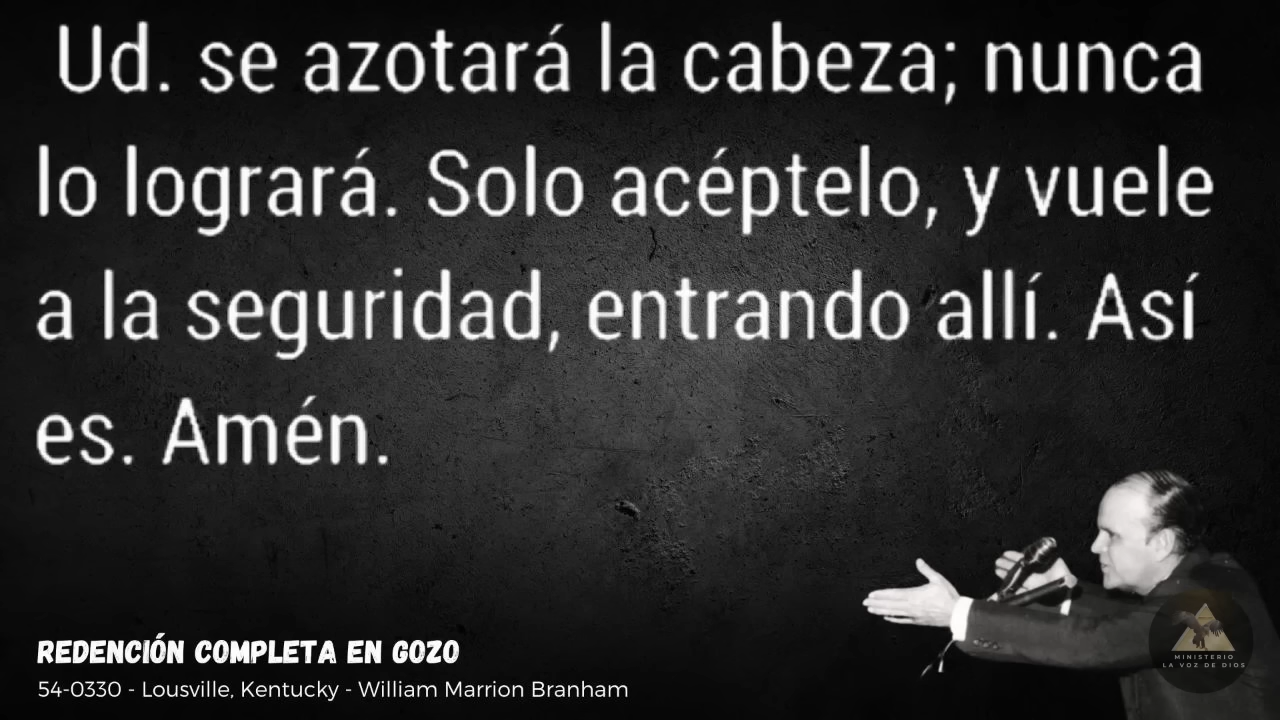 Ud. se azotará la cabeza; nunca
lo logrará. Solo acéptelo, y vuele
a la seguridad, entrando allí. Así
es. Amén.
REDENCIÓN COMPLETA EN GOZO
54-0330 - Lousville, Kentucky - William Marrion Branham
MINISTERIO
LA VOZ DE DIOS